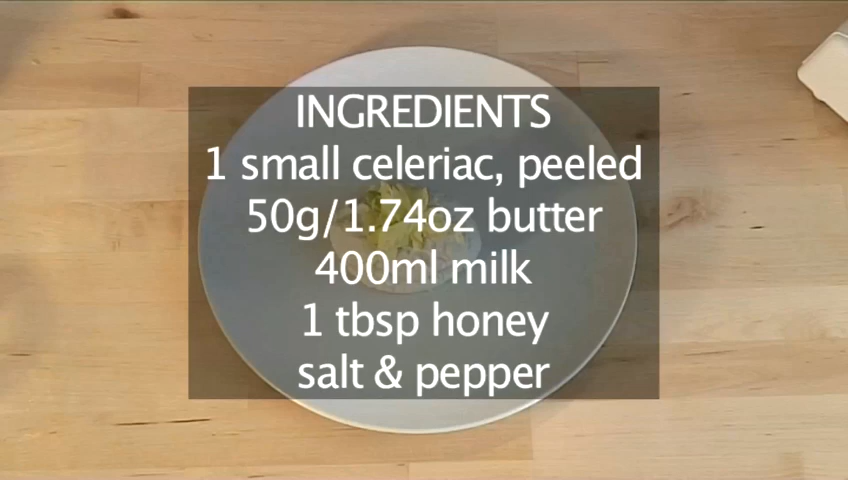 INGREDIENTS
1 small celeriac, peeled
50g/1.74oz butter
400ml milk
1 tbsp honey
salt & pepper